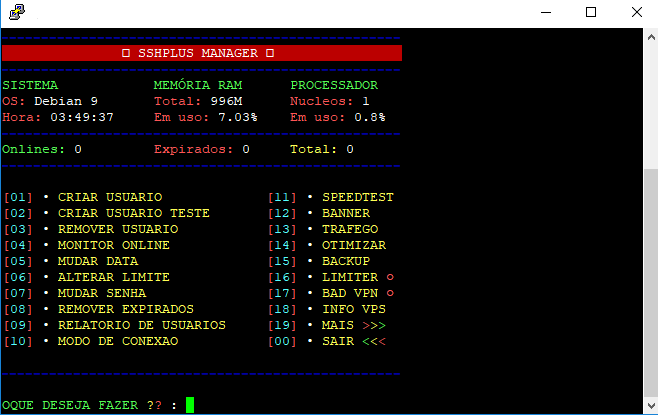 SSHPLUS MANAGER
SISTEMA MEMÓRIA RAM PROCESSADOR
OS: Debian 9 Total: 996M Nucleos: 1
Hora: 03:49:37 Em uso: 7.03% Em uso: 0.8%
Onlines: 0 Expirados: 0 Total: 0
[01] • CRIAR USUARIO [11] • SPEEDTEST
[02] • CRIAR USUARIO TESTE [12] • BANNER
[03] • REMOVER USUARIO [13] • TRAFEGO
[04] • MONITOR ONLINE [14] • OTIMIZAR
[05] • MUDAR DATA [15] • BACKUP
[06] • ALTERAR LIMITE [16] • LIMITER ○
[07] • MUDAR SENHA [17] • BAD VPN ○
[08] • REMOVER EXPIRADOS [18] • INFO VPS
[09] • RELATORIO DE USUARIOS [19] • MAIS >>>
[10] • MODO DE CONEXAO [00] • SAIR <<<
OQUE DESEJA FAZER ?? :